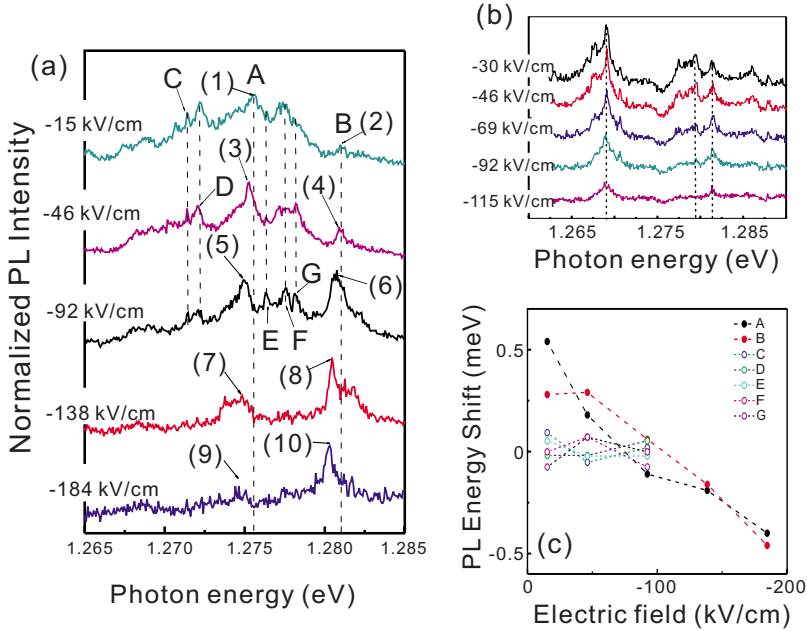 (a)
Normalized PL Intensity
C
(1)
A
B
(2)
-15 kV/cm
(3)
D
(4)
-46 kV/cm
(5)
G
(6)
-92 kV/cm
E
F
(7)
(8)
-138 kV/cm
(9)
(10)
-184 kV/cm
1.265 1.270 1.275 1.280 1.285
Photon energy (eV)
(b)
-30 kV/cm
-46 kV/cm
-69 kV/cm
-92 kV/cm
-115 kV/cm
1.265 1.275 1.285
Photon energy (eV)
PL Energy Shift (meV)
0.5
0
-0.5
A
B
C
D
E
F
G
(c)
0 -100 -200
Electric field (kV/cm)